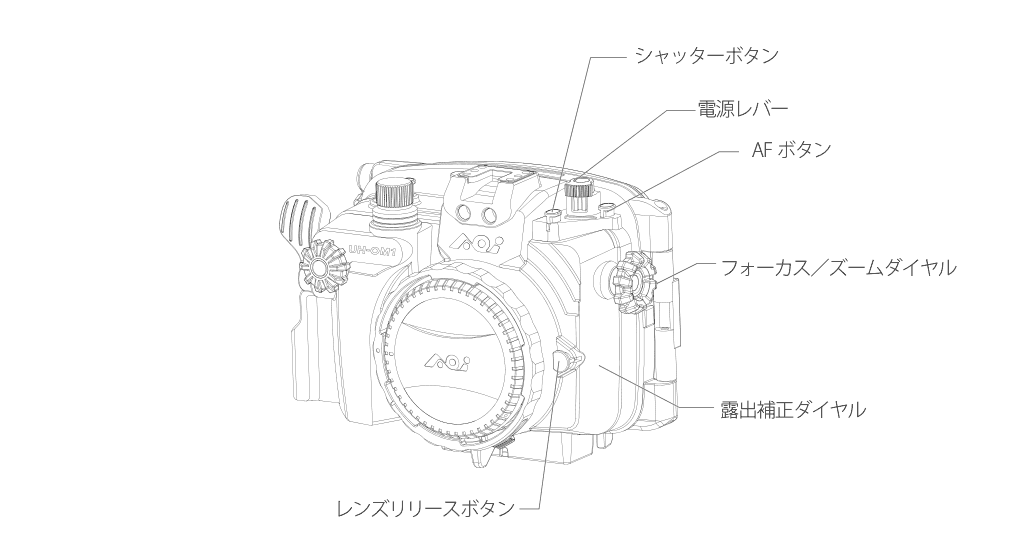 シャッターボタン
電源レバー
AF ボタン
AOi
UH-OM1
フォーカス／ズームダイヤル
AOi
露出補正ダイヤル
レンズリリースボタン